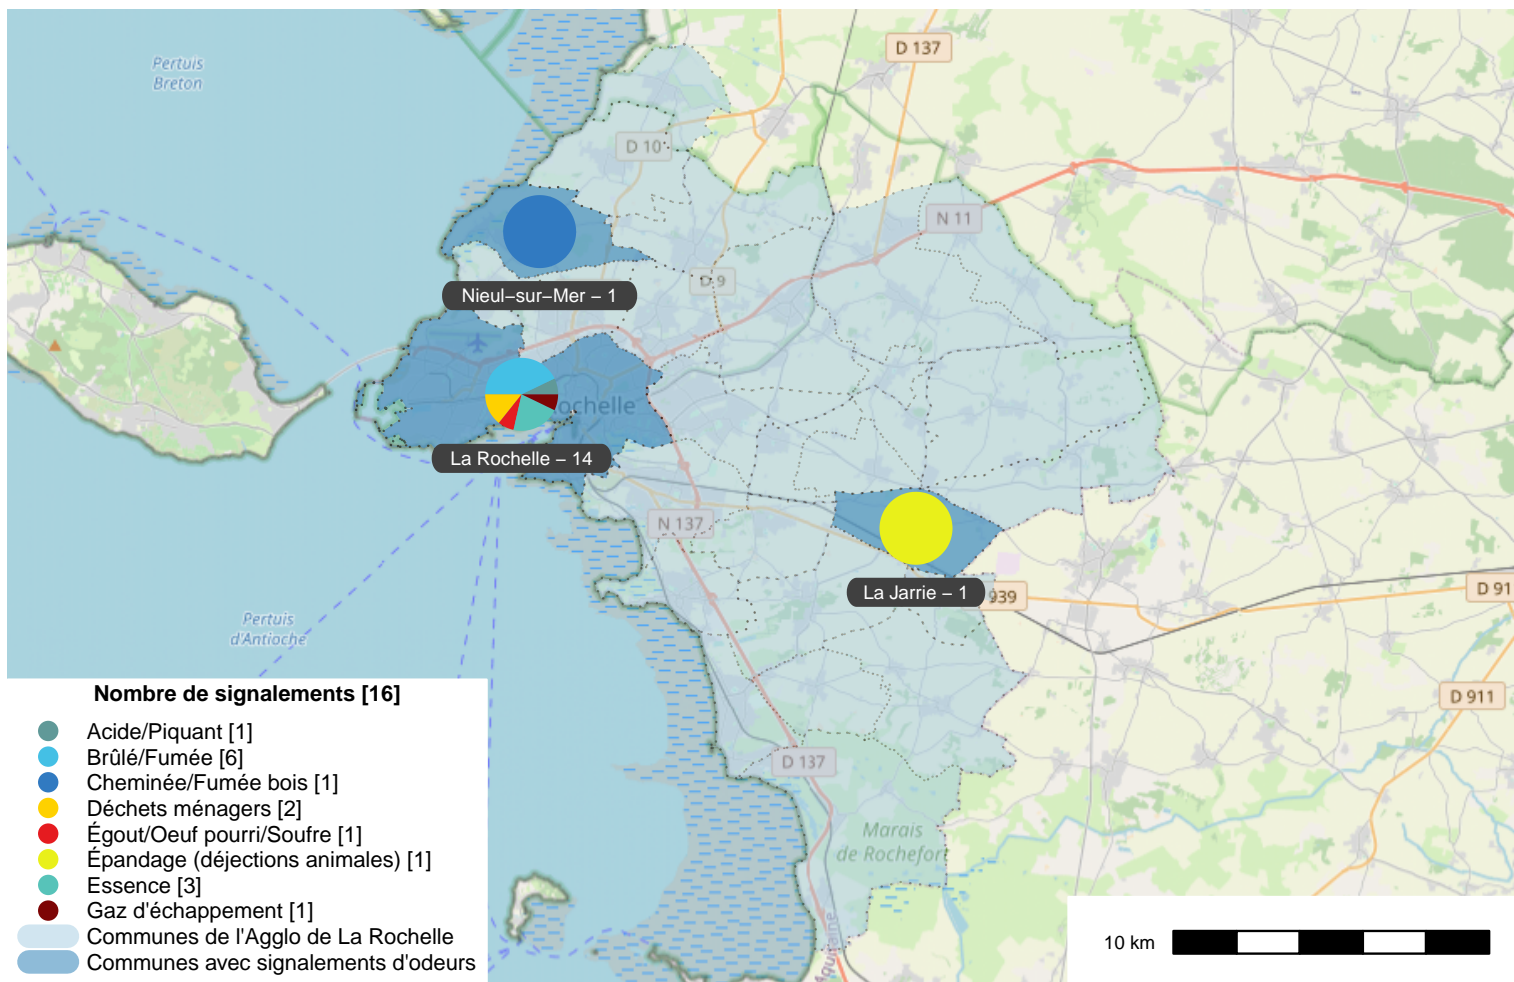 Pertuis
Breton
D 137
D 10
N 11
D 9
Nieul–sur–Mer – 1
ochelle
La Rochelle – 14
N 137
La Jarrie – 1
939
D 91
Pertuis
d'Antioche
D 911
D 137
Marais
de Rochefort
Aquitaine
Nombre de signalements [16]
Acide/Piquant [1]
Brûlé/Fumée [6]
Cheminée/Fumée bois [1]
Déchets ménagers [2]
Égout/Oeuf pourri/Soufre [1]
Épandage (déjections animales) [1]
Essence [3]
Gaz d'échappement [1]
Communes de l'Agglo de La Rochelle
Communes avec signalements d'odeurs
10 km